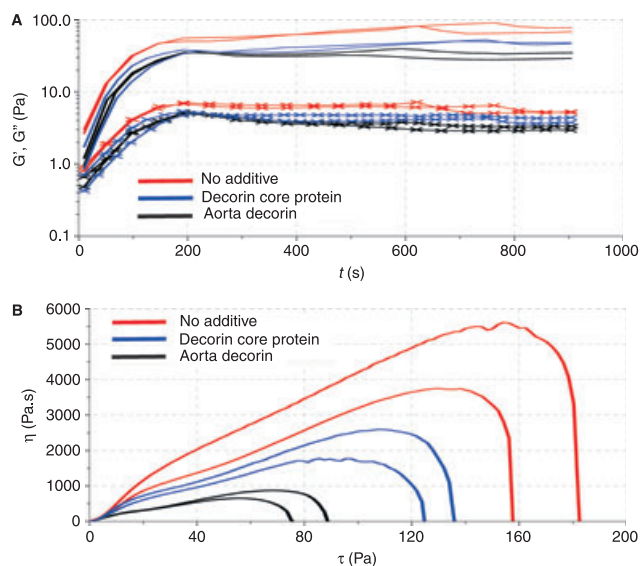 A
100.0
10.0
1.0
0.1
G’, G” (Pa)
No additive
Decorin core protein
Aorta decorin
0 200 400 600 800 1000
t (s)
B
6000
5000
4000
3000
2000
1000
0
η (Pa.s)
No additive
Decorin core protein
Aorta decorin
0 40 80 120 160 200
τ (Pa)